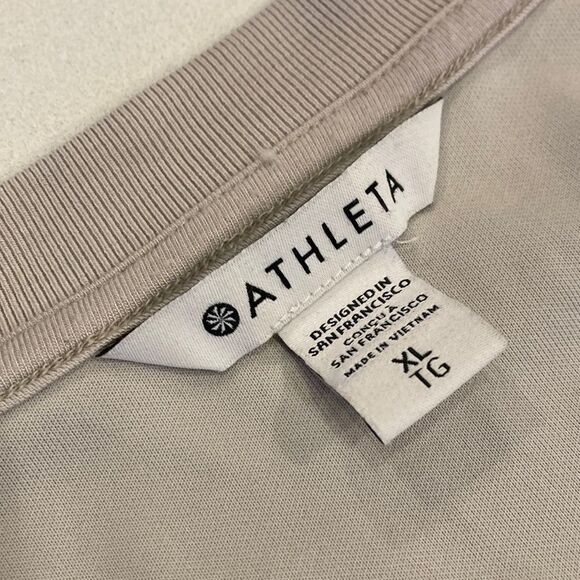 ATHLETA
DESIGNED IN
SAN FRANCISCO
CONÇU À
SAN FRANCISCO
MADE IN VIETNAM
XL
TG